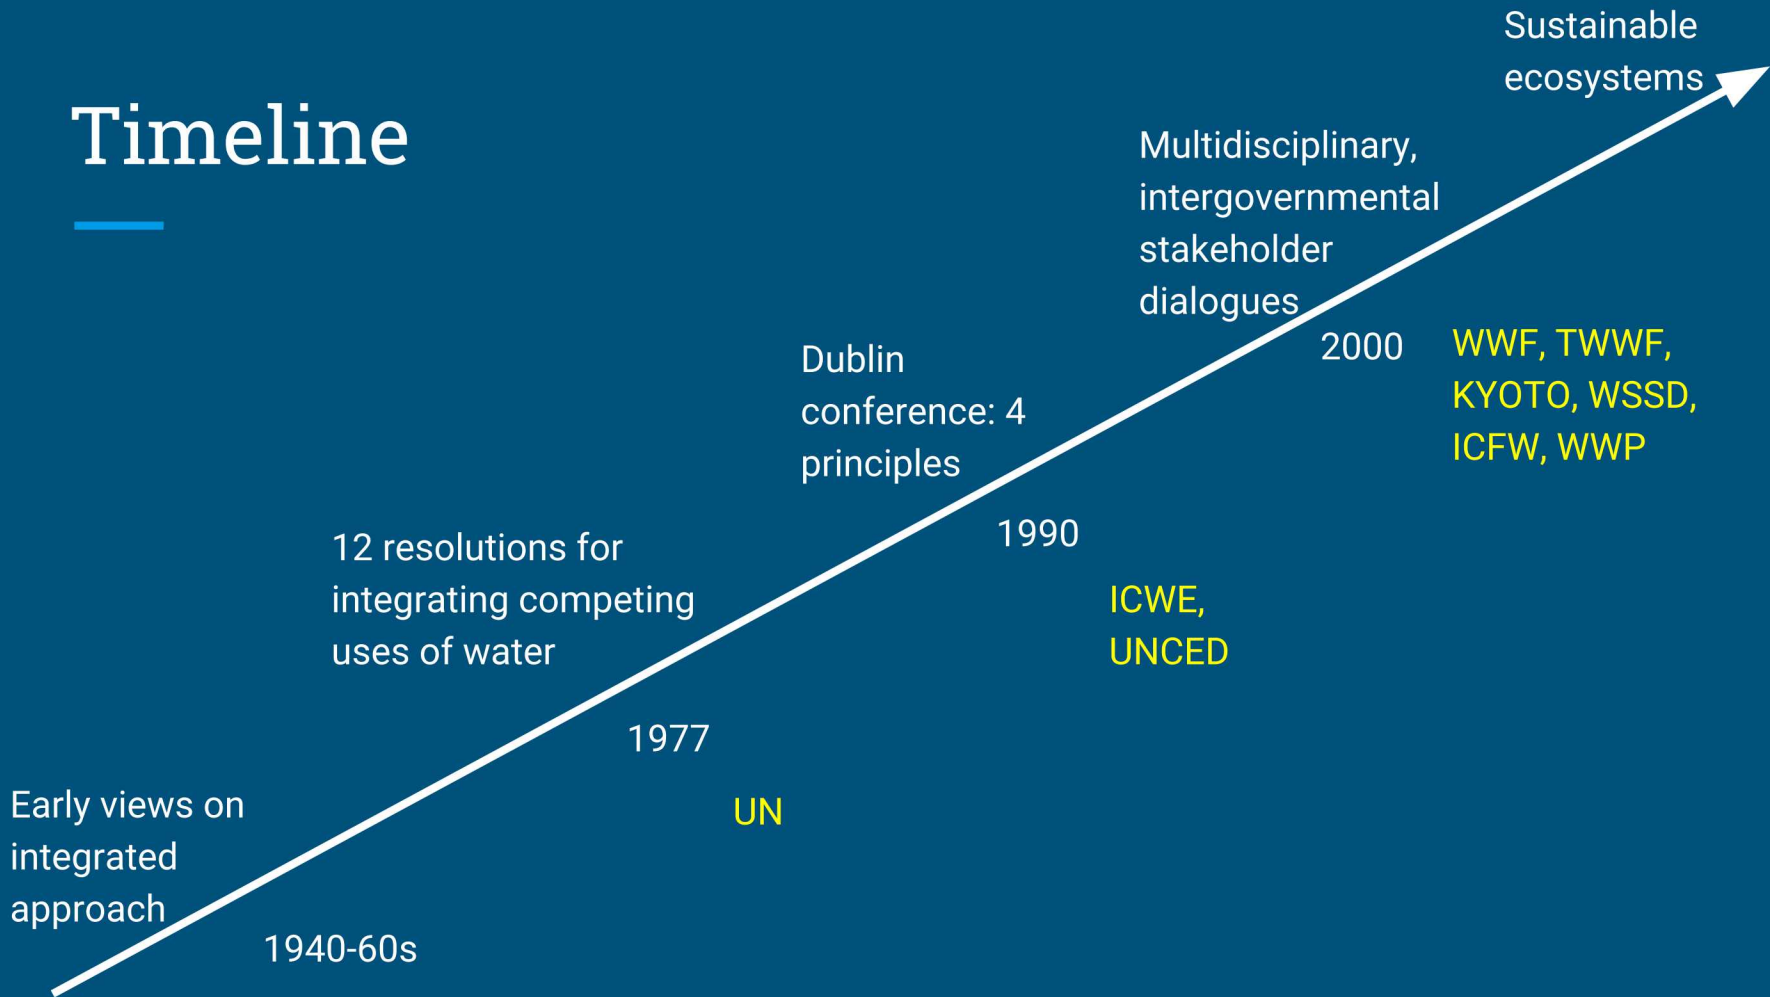 Timeline
Sustainable
ecosystems
Multidisciplinary,
intergovernmental
stakeholder
dialogues
2000
WWF, TWWF,
KYOTO, WSSD,
ICFW, WWP
Dublin
conference: 4
principles
1990
ICWE,
UNCED
12 resolutions for
integrating competing
uses of water
1977
UN
Early views on
integrated
approach
1940-60s